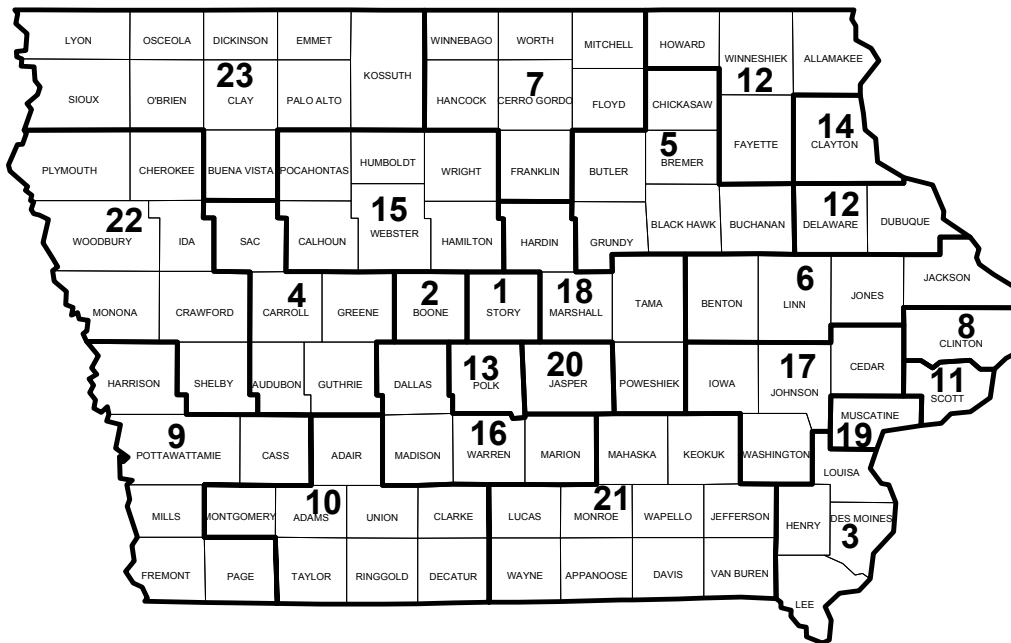 LYON OSCEOLA DICKINSON EMMET
WINNEBAGO WORTH MITCHELL HOWARD
KOSSUTH
WINNESHIEK ALLAMAKEE
23 7 12
SIOUX O'BRIEN CLAY PALO ALTO HANCOCK CERRO GORDO FLOYD CHICKASAW
14
5
FAYETTE CLAYTON
PLYMOUTH CHEROKEE BUENA VISTA POCAHONTAS HUMBOLDT WRIGHT FRANKLIN BUTLER BREMER
22 15 12
WOODBURY IDA SAC CALHOUN WEBSTER HAMILTON HARDIN GRUNDY BLACK HAWK BUCHANAN DELAWARE DUBUQUE
4 2 1 18 6
MONONA CRAWFORD CARROLL GREENE BOONE STORY MARSHALL TAMA BENTON LINN JONES JACKSON
8
CLINTON
13 20 17
HARRISON SHELBY AUDUBON GUTHRIE DALLAS POLK JASPER POWESHIEK IOWA JOHNSON CEDAR
11
SCOTT
MUSCATINE
9 16 19
POTTAWATTAMIE CASS ADAIR MADISON WARREN MARION MAHASKA KEOKUK WASHINGTON
LOUISA
10 21
MILLS MONTGOMERY ADAMS UNION CLARKE LUCAS MONROE WAPELLO JEFFERSON HENRY DES MOINES
3
FREMONT PAGE TAYLOR RINGGOLD DECATUR WAYNE APPANOOSE DAVIS VAN BUREN
LEE